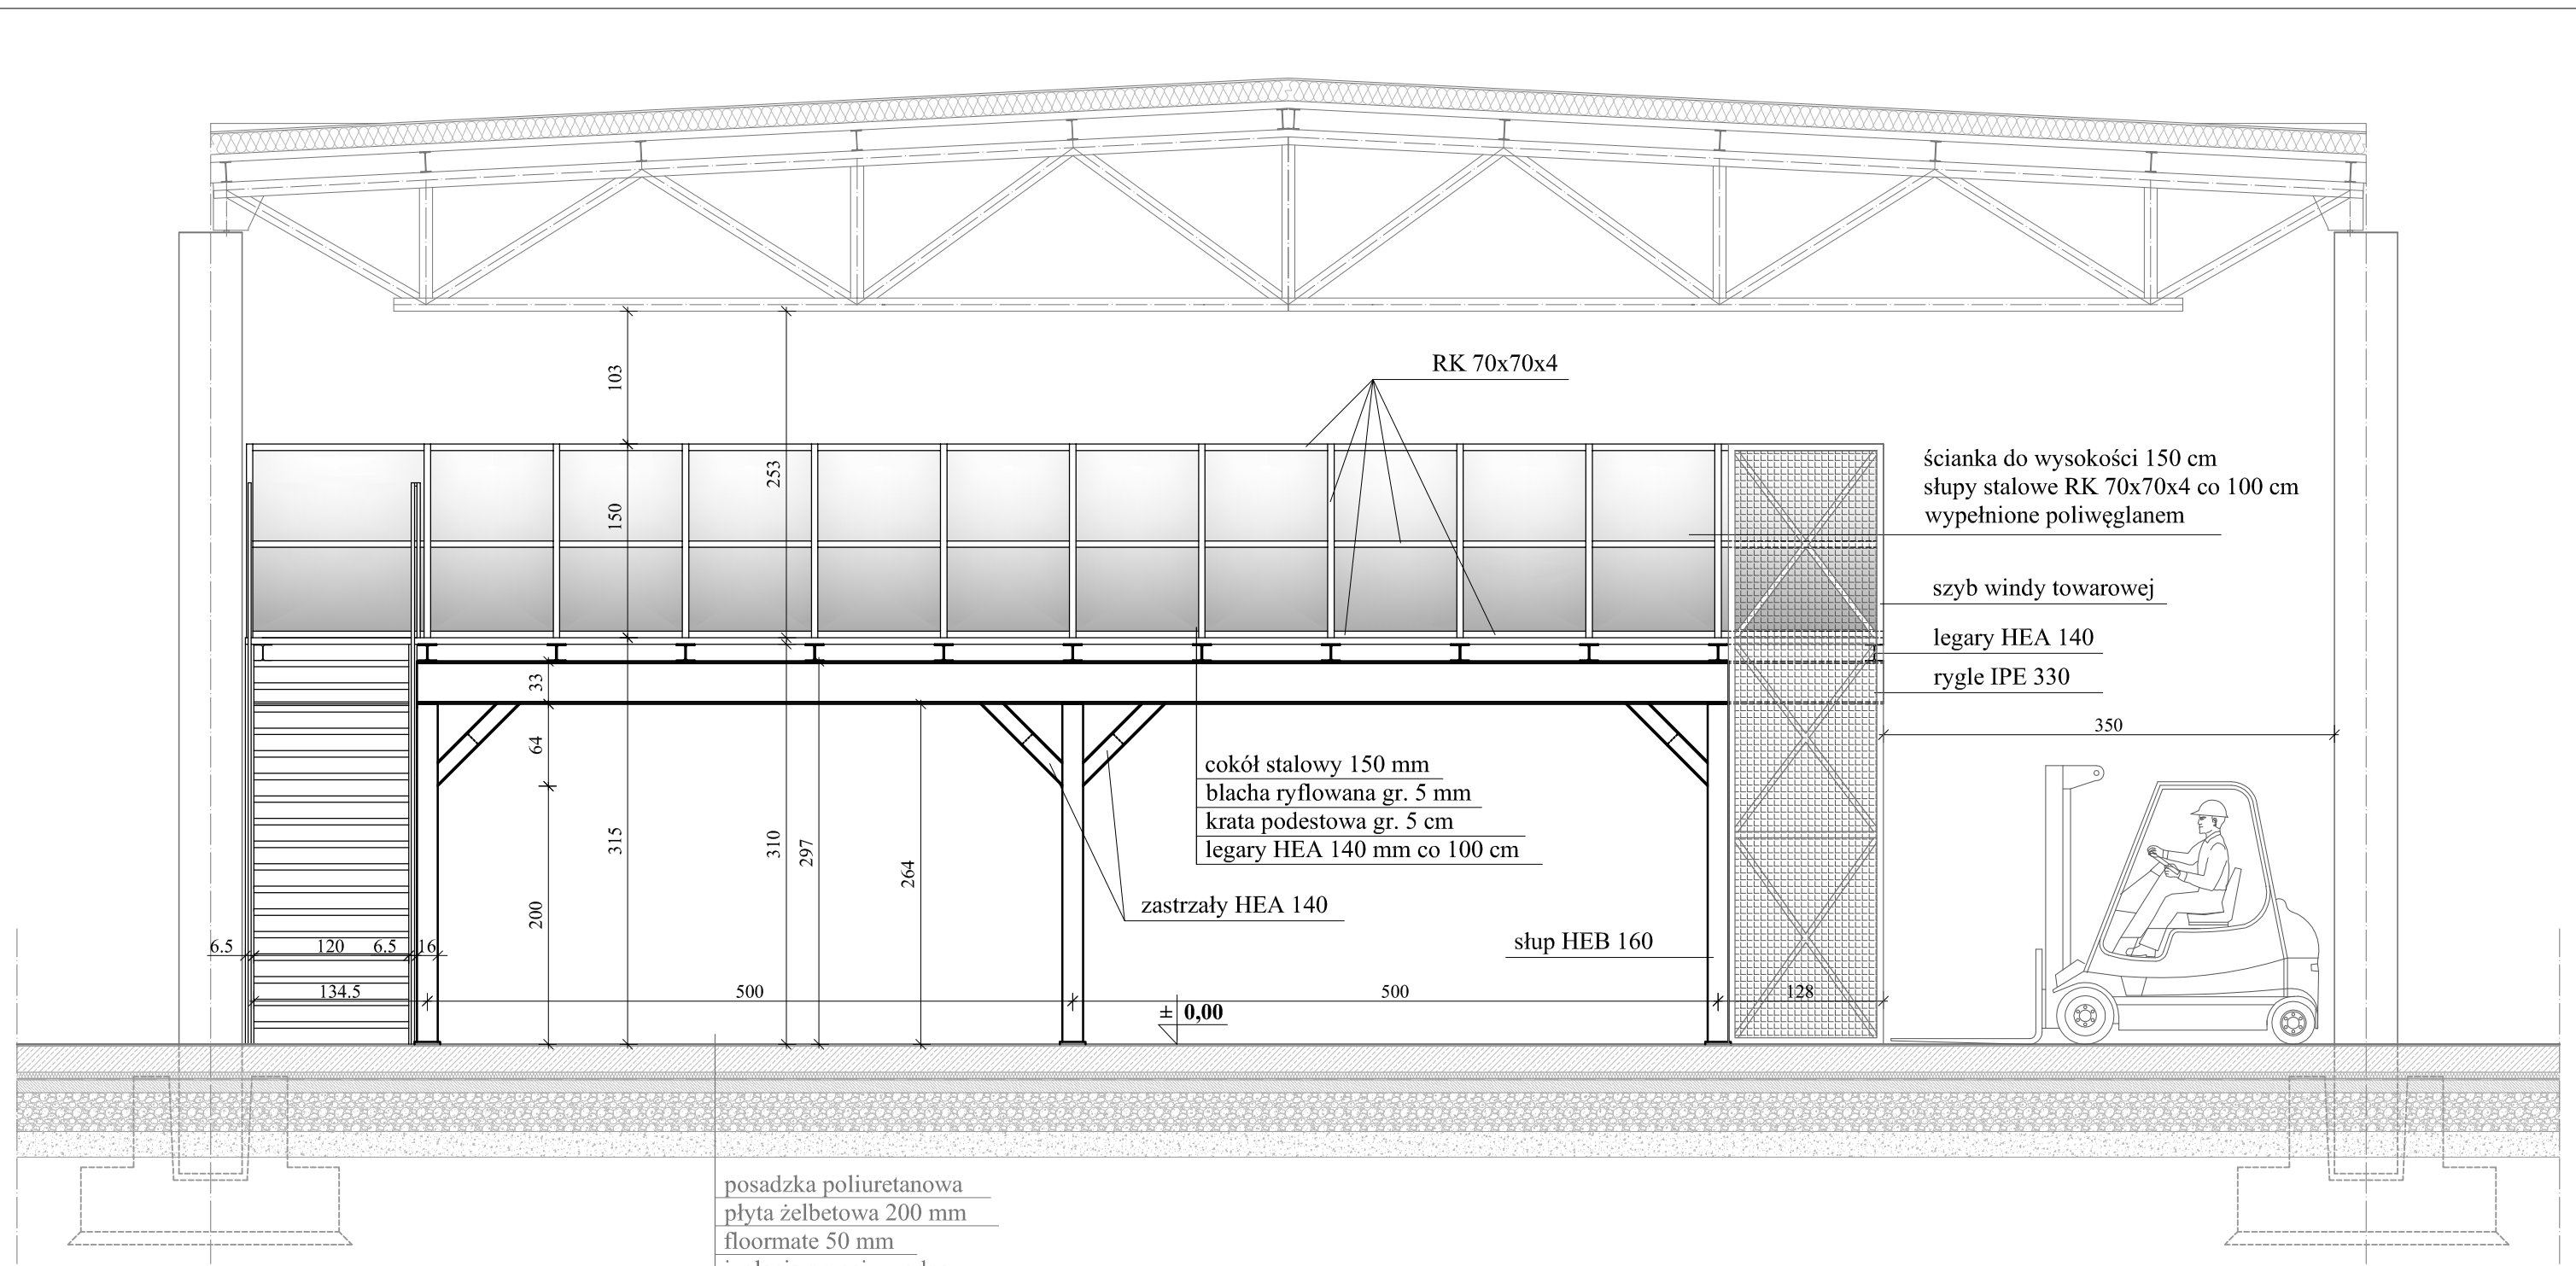 RK 70x70x4
103
253
150
ścianka do wysokości 150 cm
słupy stalowe RK 70x70x4 co 100 cm
wypełnione poliwęglanem
szyb windy towarowej
legary HEA 140
rygle IPE 330
33
64
200
315
310
297
264
350
cokół stalowy 150 mm
blacha ryflowana gr. 5 mm
krata podestowa gr. 5 cm
legary HEA 140 mm co 100 cm
zastrzały HEA 140
słup HEB 160
6.5 120 6.5 16
134.5 500 500 128
± 0,00
posadzka poliuretanowa
płyta żelbetowa 200 mm
floormate 50 mm